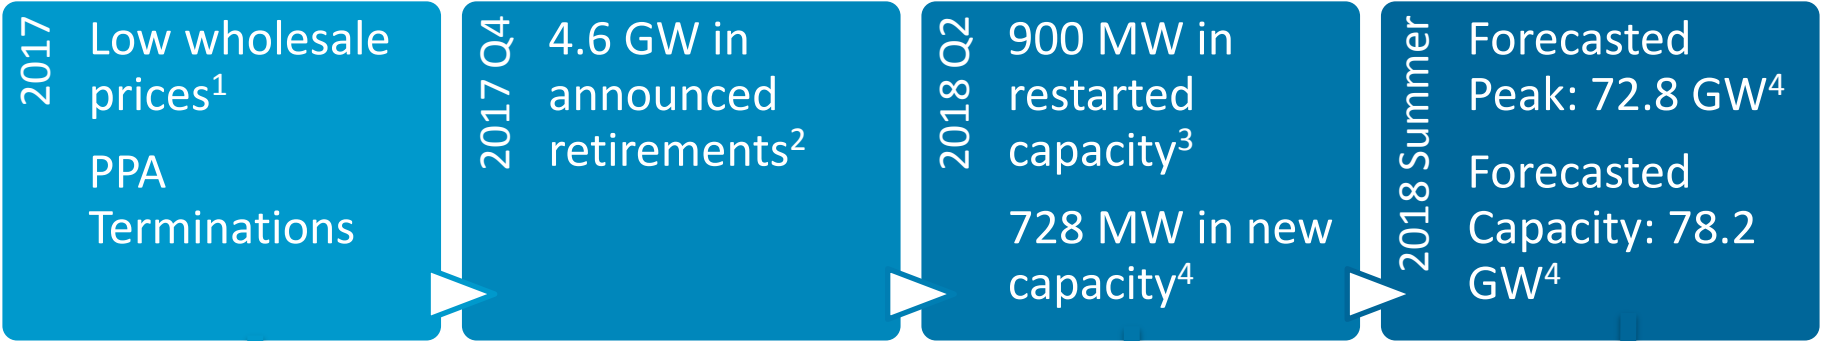 2017
Low wholesale
prices¹
PPA
Terminations
2017 Q4
4.6 GW in
announced
retirements²
2018 Q2
900 MW in
restarted
capacity³
728 MW in new
capacity⁴
2018 Summer
Forecasted
Peak: 72.8 GW⁴
Forecasted
Capacity: 78.2
GW⁴